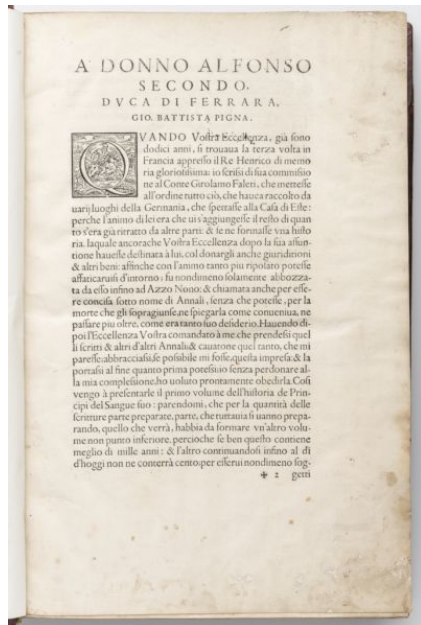 A DONNO ALFONSO
SECONDO,
DVCA DI FERRARA,
GIO. BATTISTA PIGNA.
QVANDO Voſtra Eccellenza, già ſono
dodici anni, ſi trouaua la terza volta in
Francia appreſſo il Re Henrico di memo
ria glorioſiſsima: io ſcriſsi di ſua commiſsio
ne al Conte Girolamo Faleti, che metteſſe
all'ordine tutto ciò, che hauea raccolto da
uarij luoghi della Germania, che ſpettaſſe alla Caſa di Eſte:
perche l'animo di lei era che ui s'aggiungeſſe il reſto di quan
to s'era già ritratto da altre parti: & ſe ne formaſſe vna hiſto
ria. laquale ancorache Voſtra Eccellenza dopo la ſua aſſun-
tione haueſſe deſtinata à lui, col donargli anche giuriditioni
& altri beni: affinche con l'animo tanto piu ripoſato poteſſe
affaticaruiſi d'intorno, fu nondimeno ſolamente abbozza-
ta da eſſo inſino ad Azzo Nono: & chiamata anche per eſſe-
re conciſa ſotto nome di Annali, ſenza che poteſſe, per la
morte che gli ſopragiunſe, ne ſpiegarla come conueniua, ne
paſſare piu oltre, come era tanto ſuo deſiderio. Hauendo di-
poi l'Eccellenza Voſtra comandato à me che prendeſsi quel
li ſcritti & altri d'altri Annali: & cauatone quel tanto, che mi
pareſſe: abbracciaſsi, ſe poſsibile mi foſſe, queſta impreſa: & la
portaſsi al fine quanto prima poteſsi: io ſenza perdonare al-
la mia compleſsione, ho uoluto prontamente obedirla. Coſi
vengo à preſentarle il primo volume dell'hiſtoria de Prin-
cipi del Sangue ſuo: parendomi, che per la quantità delle
ſcritture parte preparate, parte, che tuttauia ſi uanno prepa-
rando, quello che verrà, habbia da formare vn'altro volu-
me non punto inferiore. percioche ſe ben queſto contiene
meglio di mille anni: & l'altro continuandoſi inſino al dì
d'hoggi non ne conterrà cento: per eſſerui nondimeno ſog-
✤ 2 getti